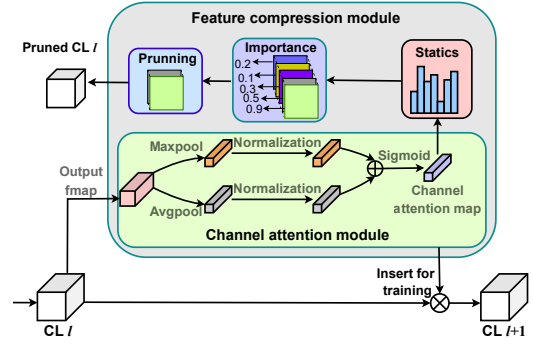 Feature compression module
Pruned CL l
Prunning
Importance
0.2
0.1
0.3
0.5
0.9
Statics
Output
fmap
Maxpool
Normalization
Avgpool
Normalization
Sigmoid
Channel
attention map
Channel attention module
Insert for
training
CL l
CL l+1